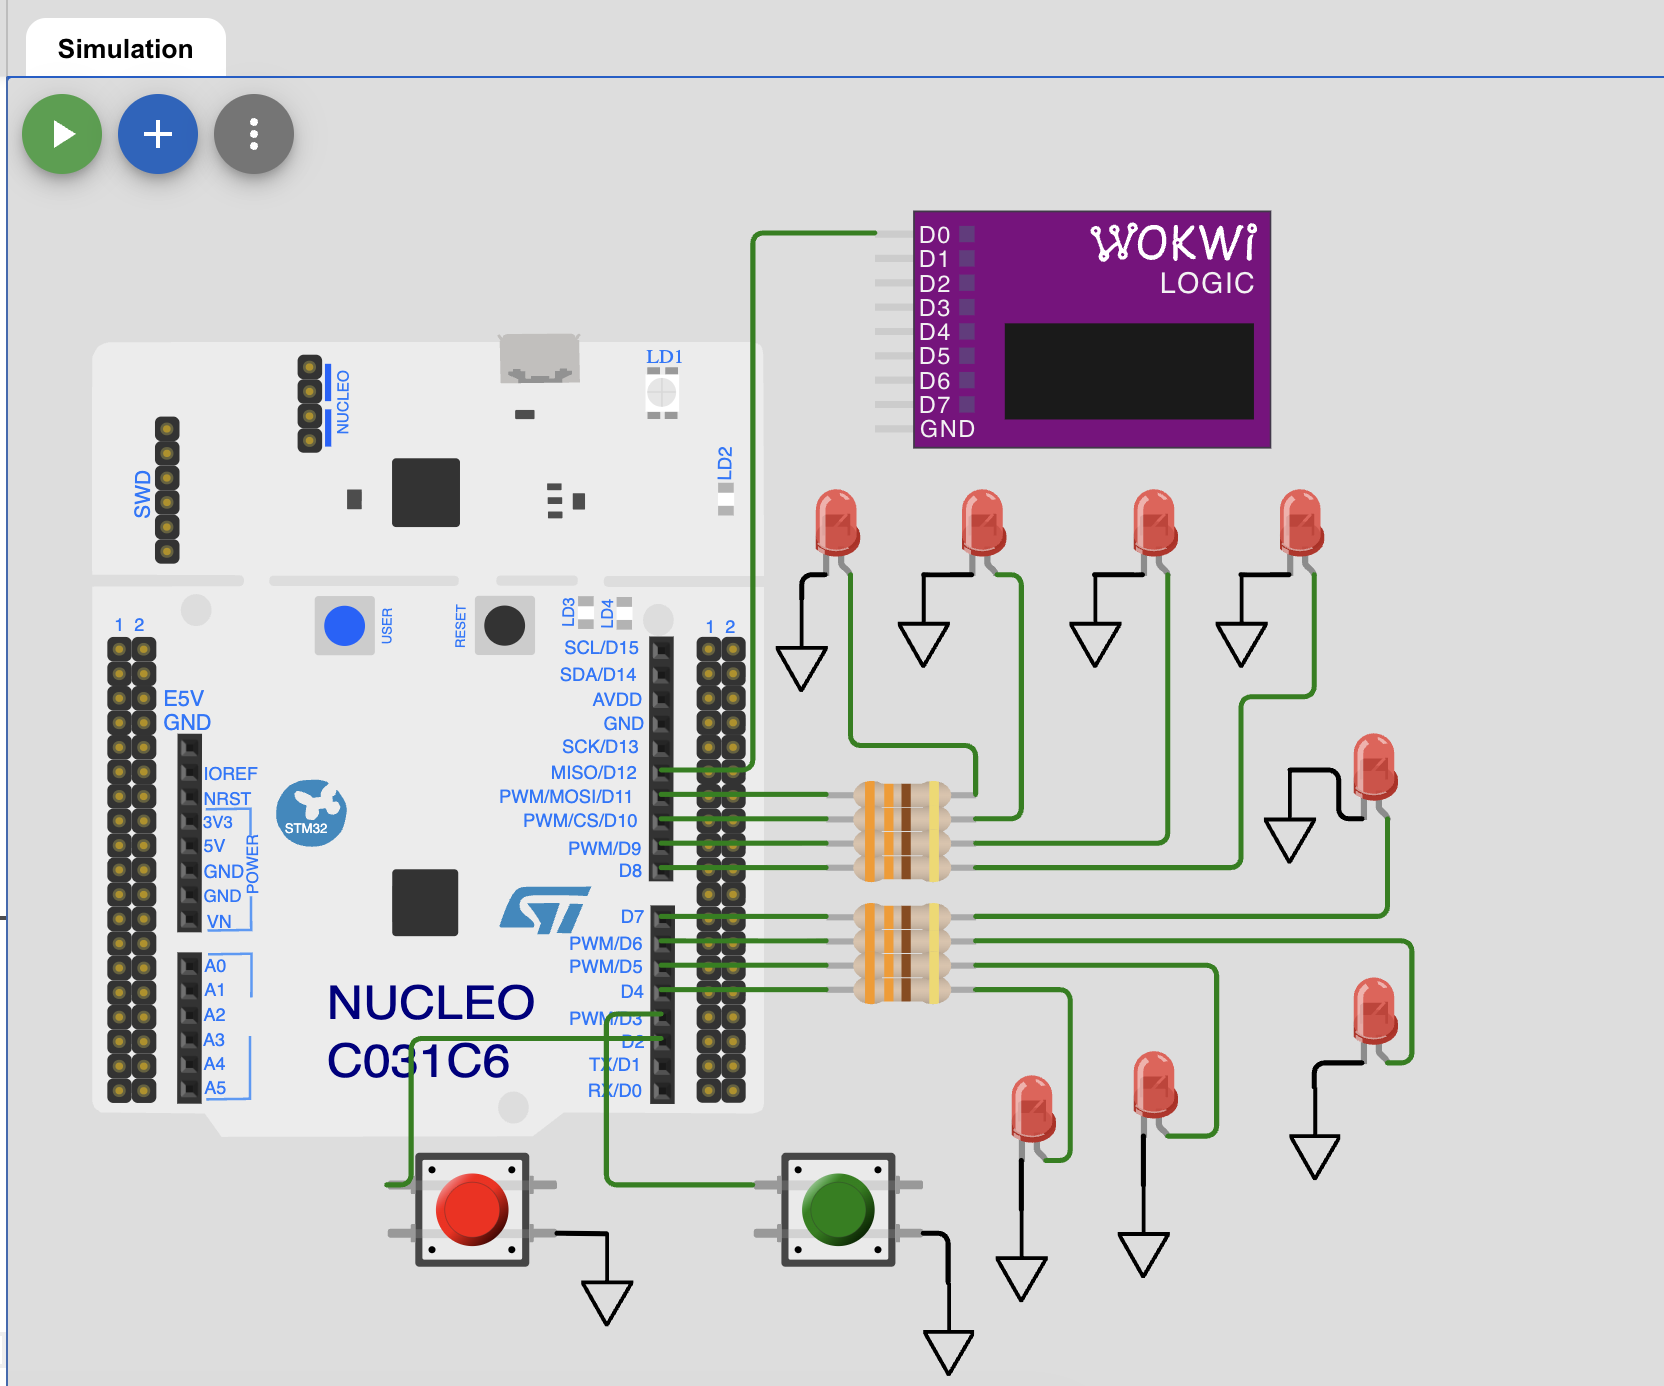 Simulation
WOKWi
LOGIC
D0
D1
D2
D3
D4
D5
D6
D7
GND
LD1
NUCLEO
SWD
LD2
USER
RESET
LD3
LD4
1 2
1 2
E5V
GND
IOREF
NRST
3V3
5V
GND
GND
VN
POWER
A0
A1
A2
A3
A4
A5
STM32
SCL/D15
SDA/D14
AVDD
GND
SCK/D13
MISO/D12
PWM/MOSI/D11
PWM/CS/D10
PWM/D9
D8
D7
PWM/D6
PWM/D5
D4
PWM/D3
D2
TX/D1
RX/D0
ST
NUCLEO
C031C6